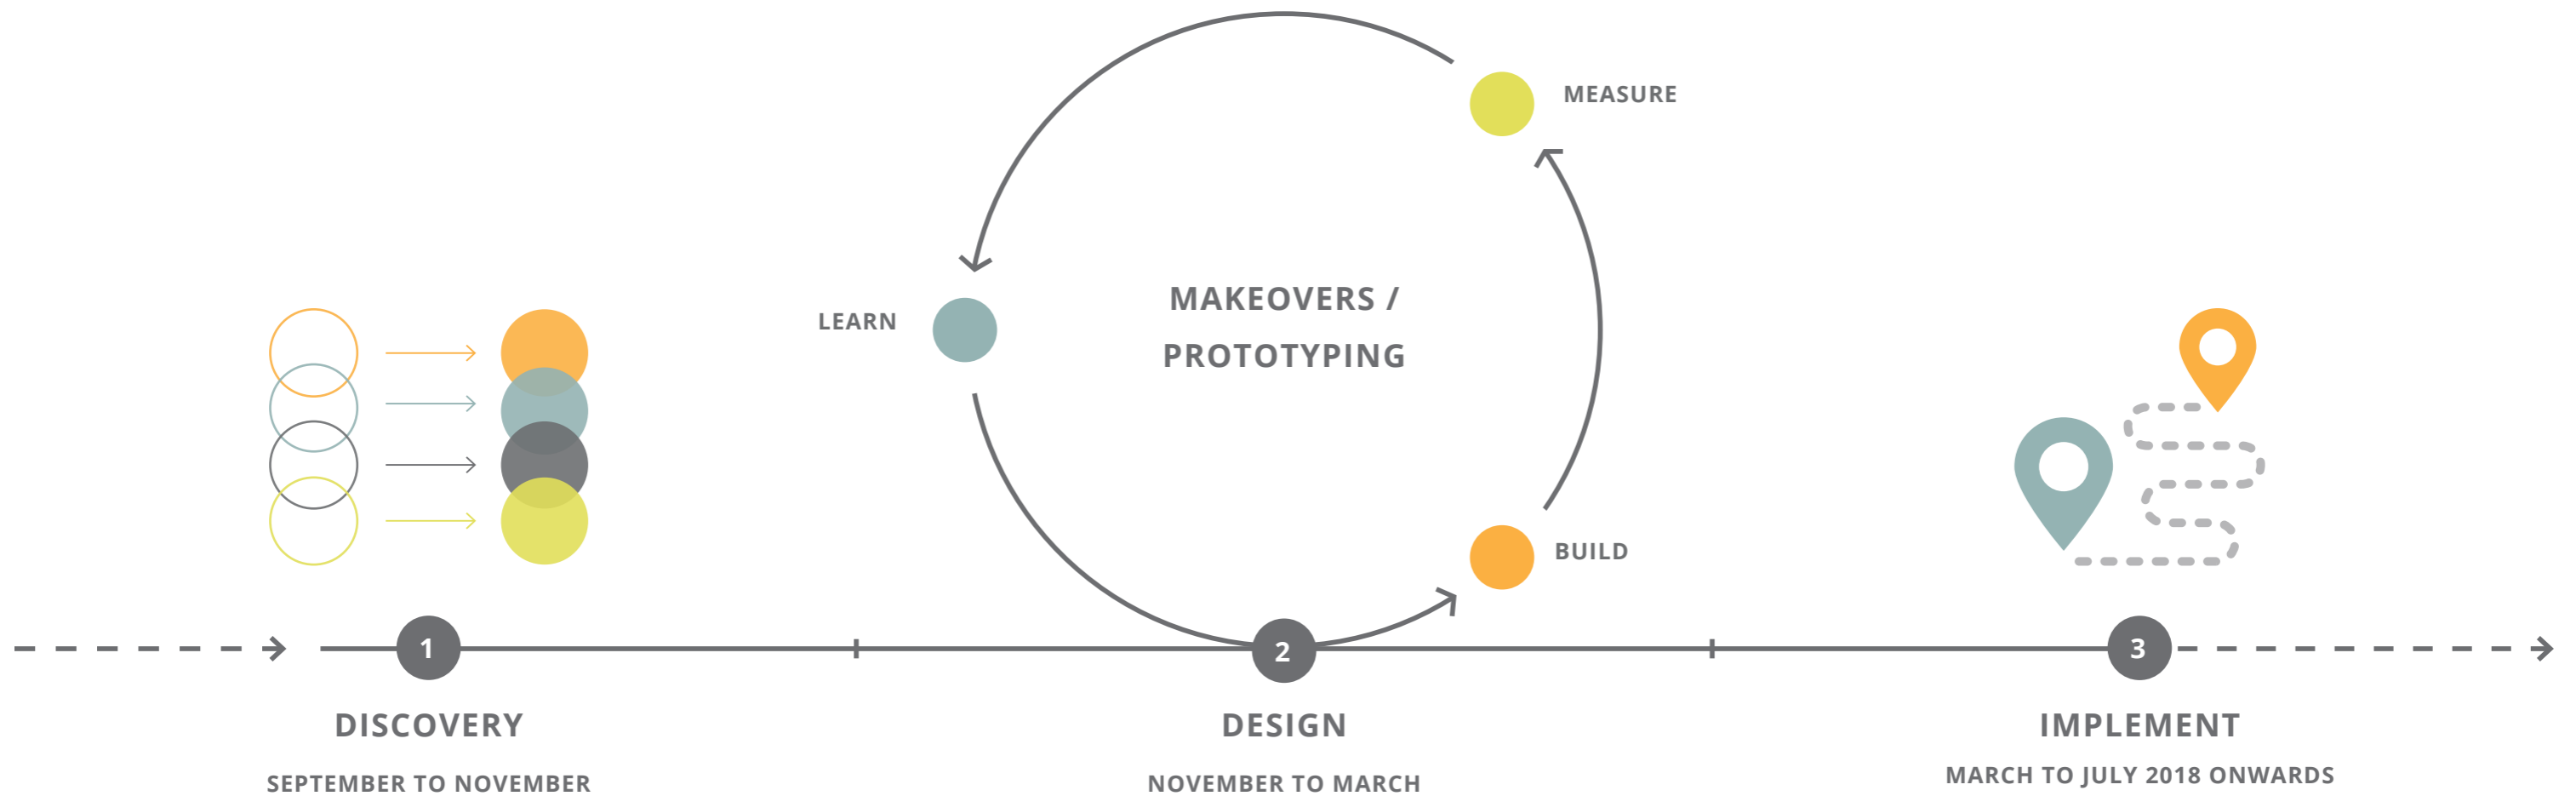 MEASURE
LEARN
MAKEOVERS /
PROTOTYPING
BUILD
1
2
3
DISCOVERY
DESIGN
IMPLEMENT
SEPTEMBER TO NOVEMBER
NOVEMBER TO MARCH
MARCH TO JULY 2018 ONWARDS